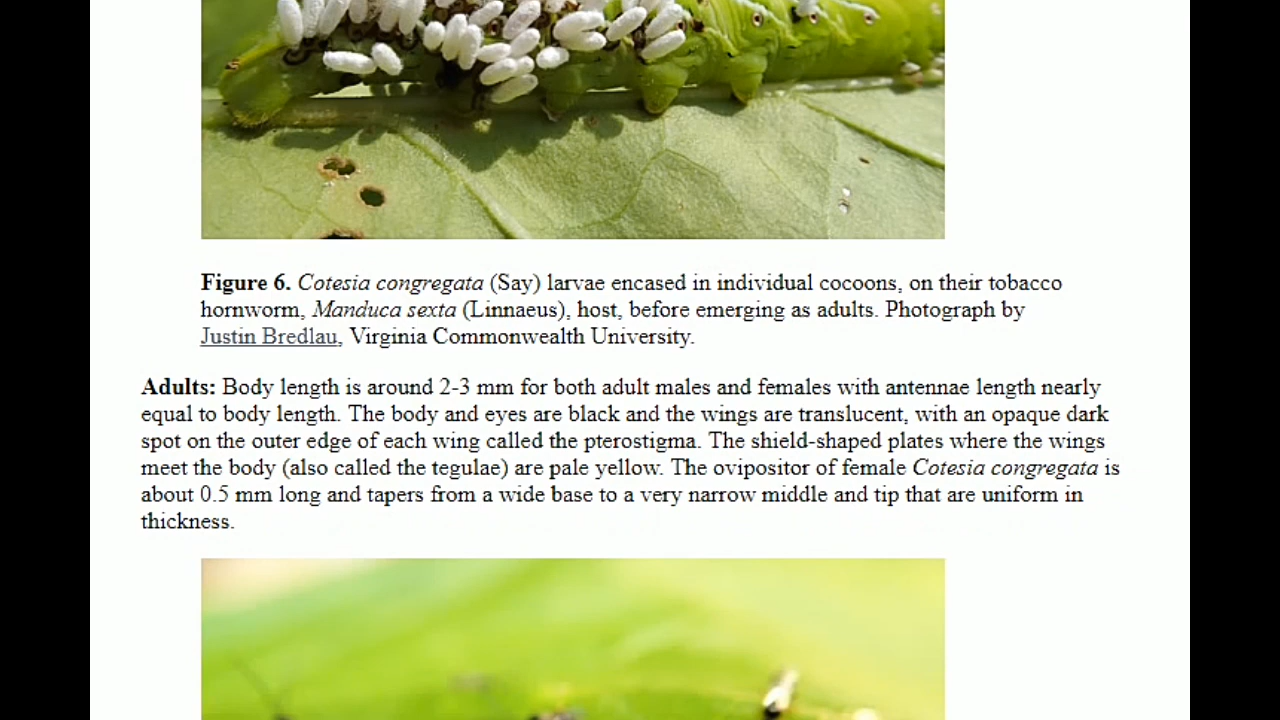 Figure 6. Cotesia congregata (Say) larvae encased in individual cocoons, on their tobacco
hornworm, Manduca sexta (Linnaeus), host, before emerging as adults. Photograph by
Justin Bredlau, Virginia Commonwealth University.
Adults: Body length is around 2-3 mm for both adult males and females with antennae length nearly
equal to body length. The body and eyes are black and the wings are translucent, with an opaque dark
spot on the outer edge of each wing called the pterostigma. The shield-shaped plates where the wings
meet the body (also called the tegulae) are pale yellow. The ovipositor of female Cotesia congregata is
about 0.5 mm long and tapers from a wide base to a very narrow middle and tip that are uniform in
thickness.